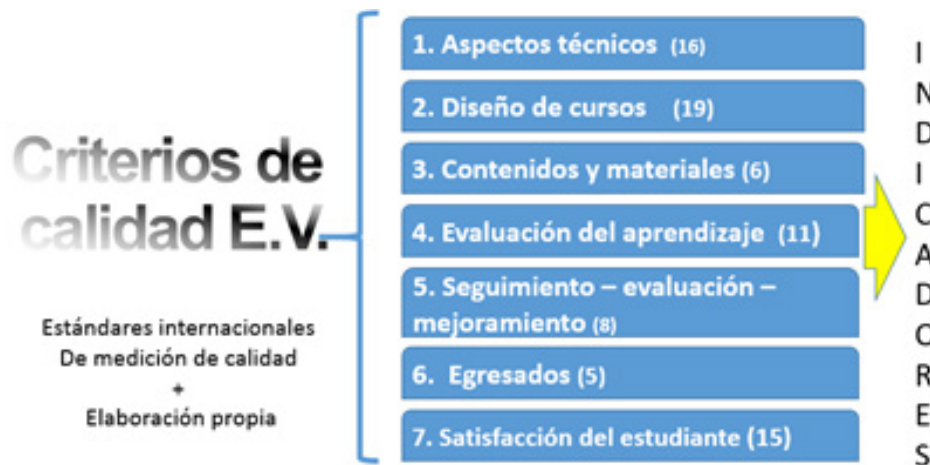 Criterios de
calidad E.V.
Estándares internacionales
De medición de calidad
+
Elaboración propia
1. Aspectos técnicos (16)
2. Diseño de cursos (19)
3. Contenidos y materiales (6)
4. Evaluación del aprendizaje (11)
5. Seguimiento – evaluación –
mejoramiento (8)
6. Egresados (5)
7. Satisfacción del estudiante (15)
I
N
D
I
C
A
D
O
R
E
S